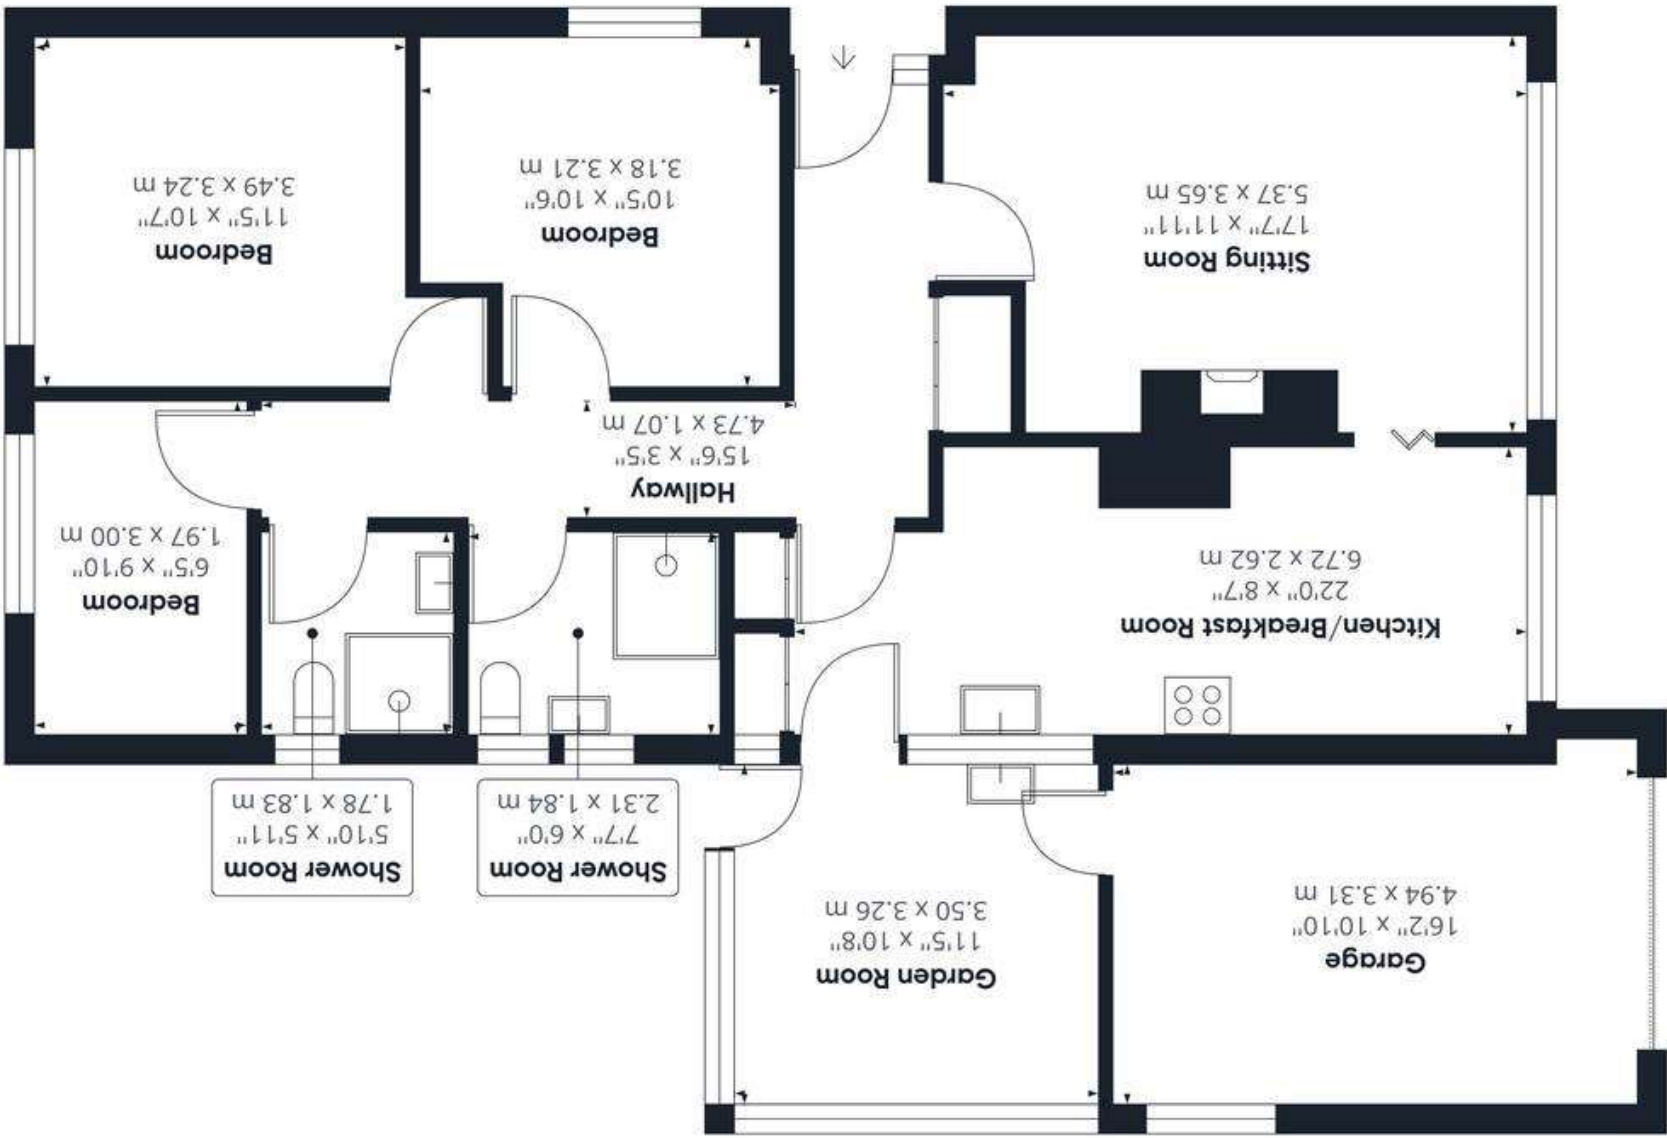 Garage
16'2" x 10'10"
4.94 x 3.31 m
Garden Room
11'5" x 10'8"
3.50 x 3.26 m
Shower Room
7'7" x 6'0"
2.31 x 1.84 m
Shower Room
5'10" x 5'11"
1.78 x 1.83 m
Kitchen/Breakfast Room
22'0" x 8'7"
6.72 x 2.62 m
Bedroom
6'5" x 9'10"
1.97 x 3.00 m
Hallway
15'6" x 3'5"
4.73 x 1.07 m
Sitting Room
17'7" x 11'11"
5.37 x 3.65 m
Bedroom
10'5" x 10'6"
3.18 x 3.21 m
Bedroom
11'5" x 10'7"
3.49 x 3.24 m